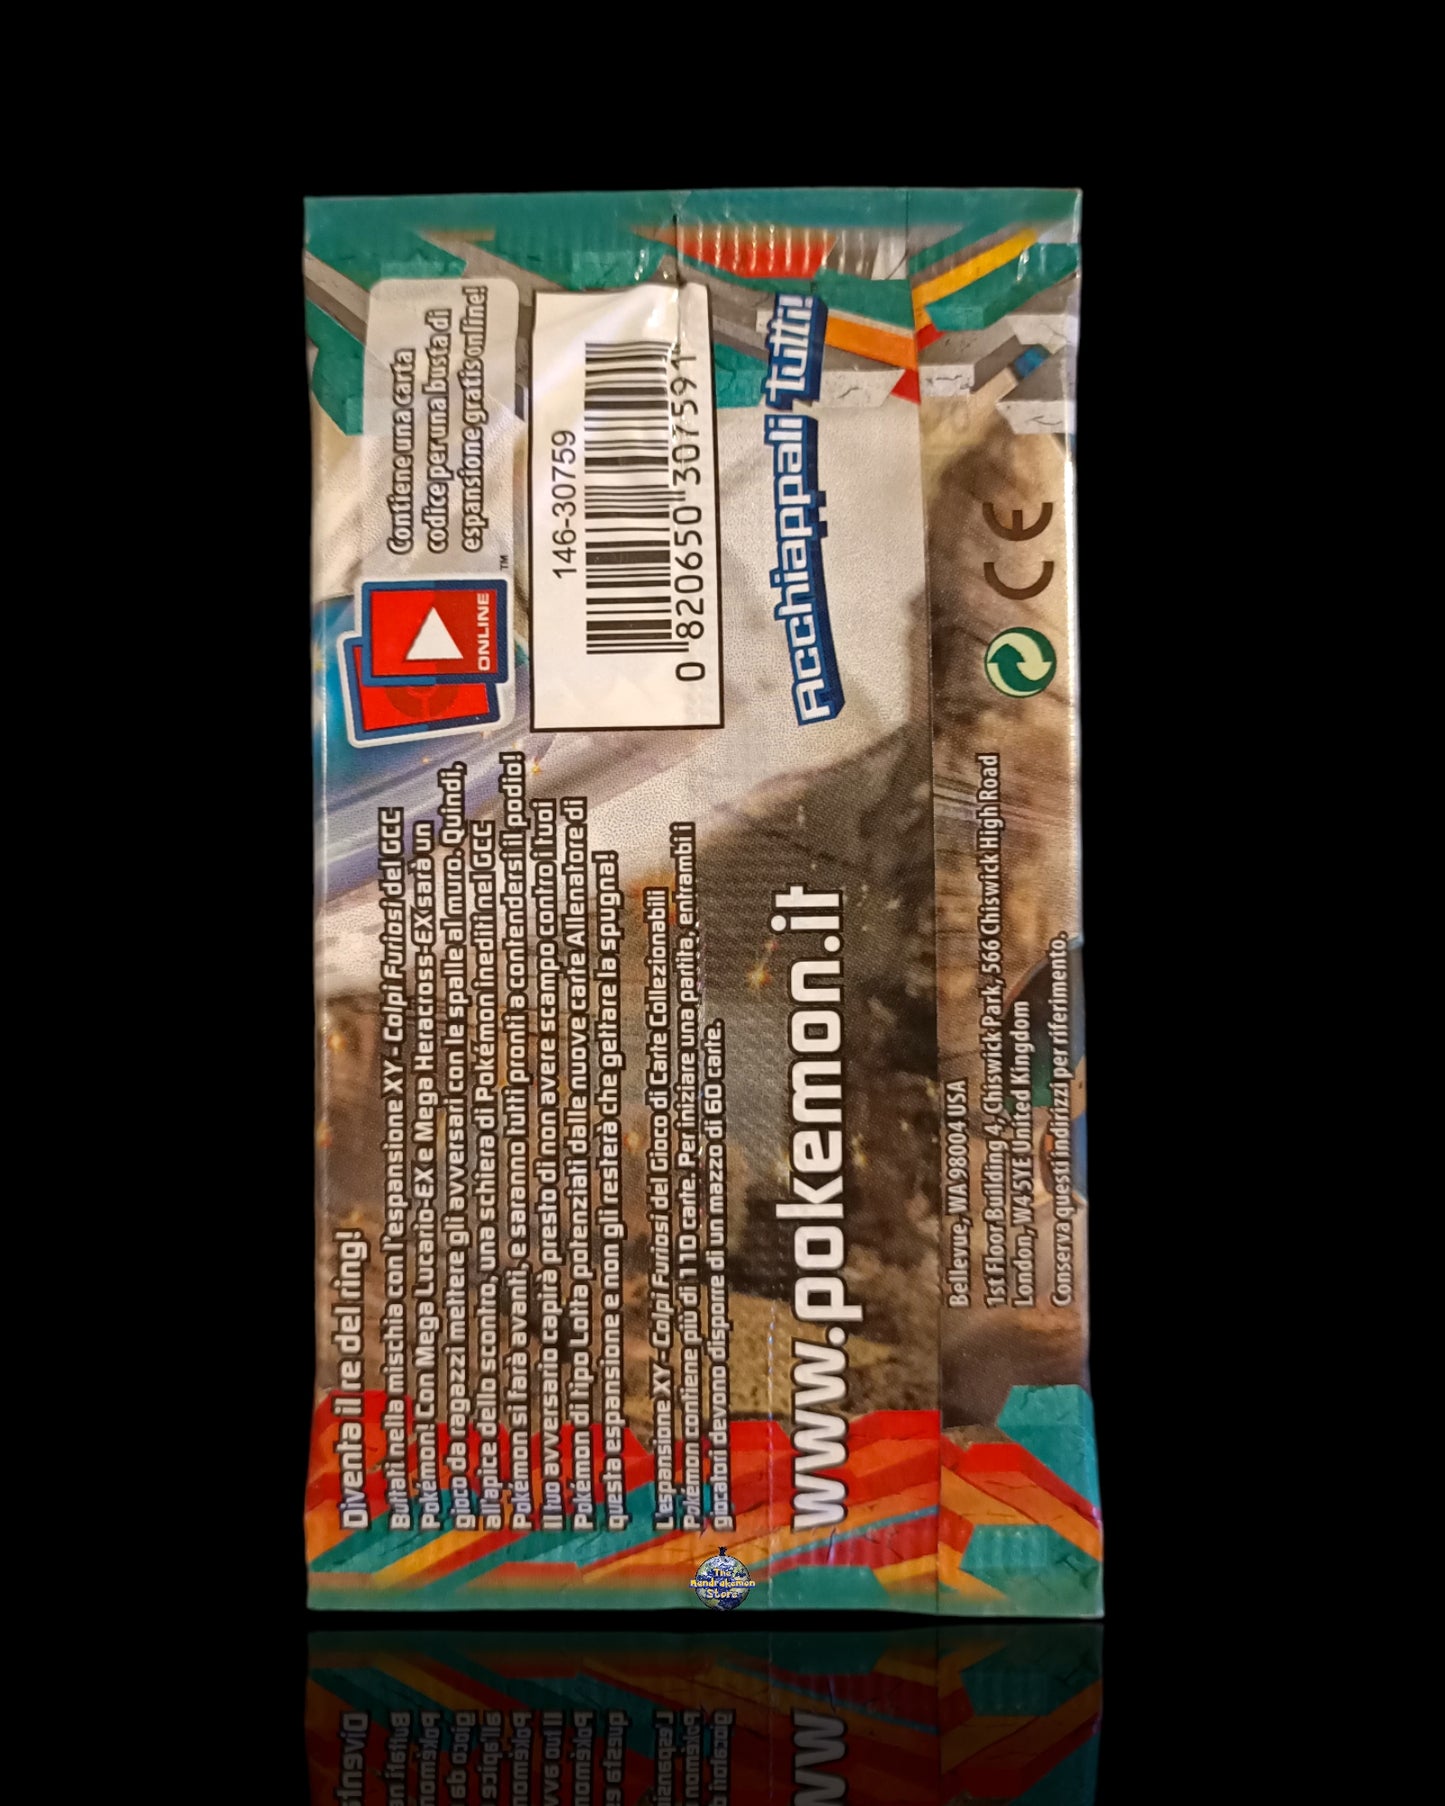 Diventa il re del ring!
Buttati nella mischia con l'espansione XY - Colpi Furiosi del GCC
Pokémon! Con Mega Lucario-EX e Mega Heracross-EX sarà un
gioco da ragazzi mettere gli avversari con le spalle al muro. Quindi,
all'apice dello scontro, una schiera di Pokémon inediti nel GCC
Pokémon si farà avanti, e saranno tutti pronti a contendersi il podio!
Il tuo avversario capirà presto di non avere scampo contro i tuoi
Pokémon di tipo Lotta potenziati dalle nuove carte Allenatore di
questa espansione e non gli resterà che gettare la spugna!
L'espansione XY - Colpi Furiosi del Gioco di Carte Collezionabili
Pokémon contiene più di 110 carte. Per iniziare una partita, entrambi i
giocatori devono disporre di un mazzo di 60 carte.
www.pokemon.it
Bellevue, WA 98004 USA
1st Floor Building 4, Chiswick Park, 566 Chiswick High Road
London, W4 5YE United Kingdom
Conserva questi indirizzi per riferimento.
ONLINE
TM
Contiene una carta
codice per una busta di
espansione gratis online!
146-30759
0 820650 307591
Acchiappali tutti!
CE
The
Mandrakemon
Store